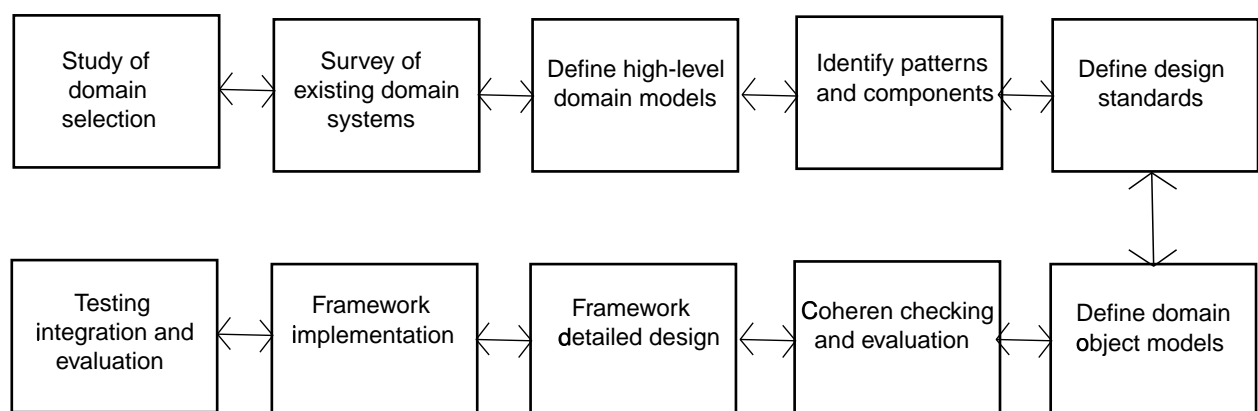 Study of
domain
selection
Survey of
existing domain
systems
Define high-level
domain models
Identify patterns
and components
Define design
standards
Testing
integration and
evaluation
Framework
implementation
Framework
detailed design
Coheren checking
and evaluation
Define domain
object models